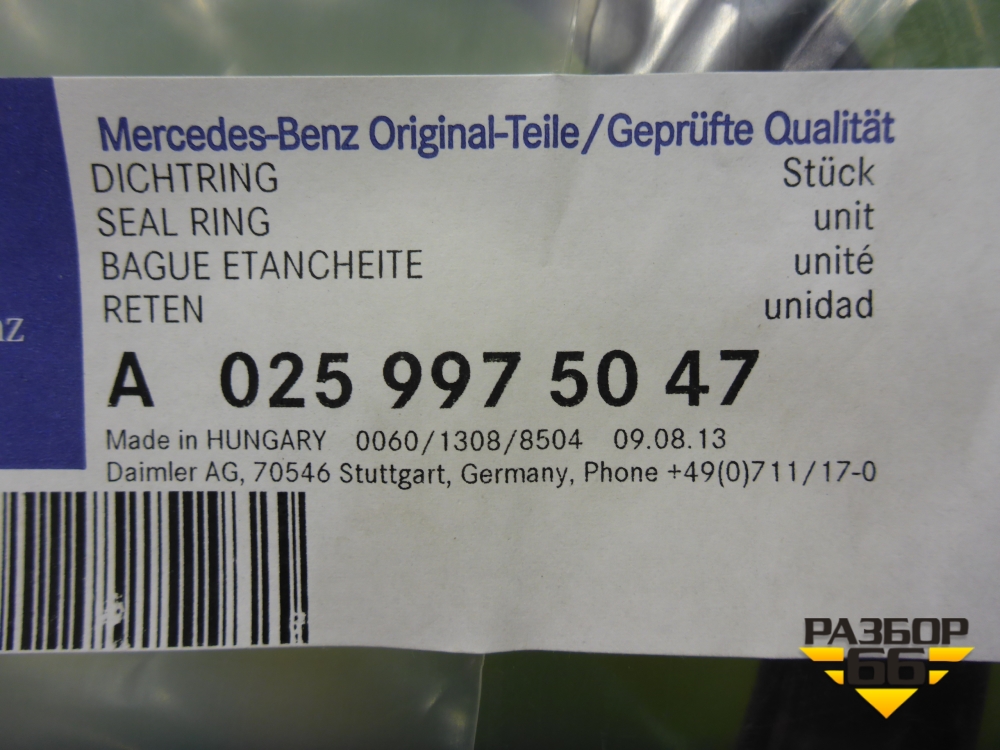 Mercedes-Benz Original-Teile/Geprüfte Qualität
DICHTRING Stück
SEAL RING unit
BAGUE ETANCHEITE unité
RETEN unidad
A 025 997 50 47
Made in HUNGARY 0060/1308/8504 09.08.13
Daimler AG, 70546 Stuttgart, Germany, Phone +49(0)711/17-0
РАЗБОР
66